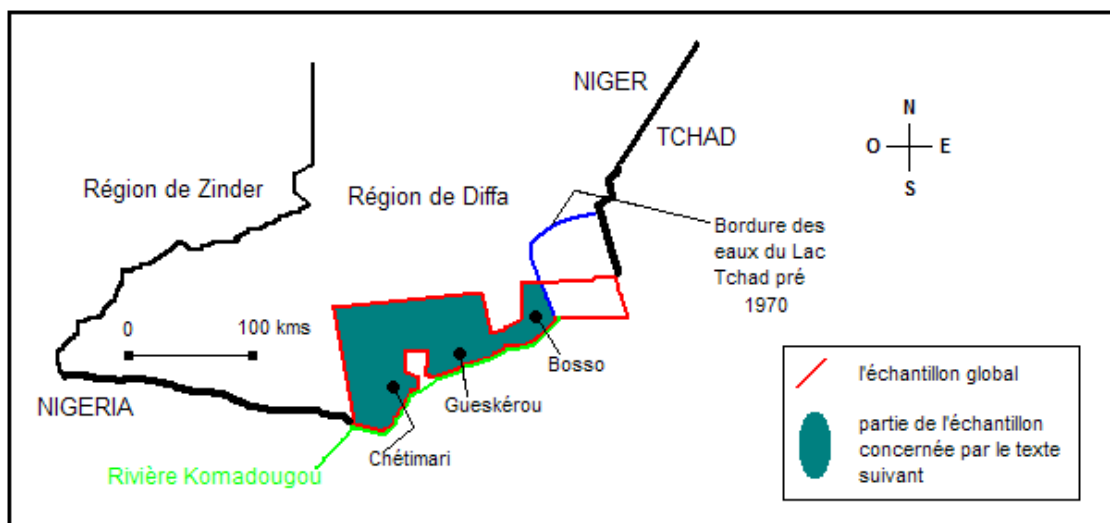 NIGER
TCHAD
N
O
E
S
Région de Zinder
Région de Diffa
Bordure des
eaux du Lac
Tchad pré
1970
0
100 kms
Bosso
Gueskérou
NIGERIA
Chétimari
Rivière Komadougou
l'échantillon global
partie de l'échantillon
concernée par le texte
suivant